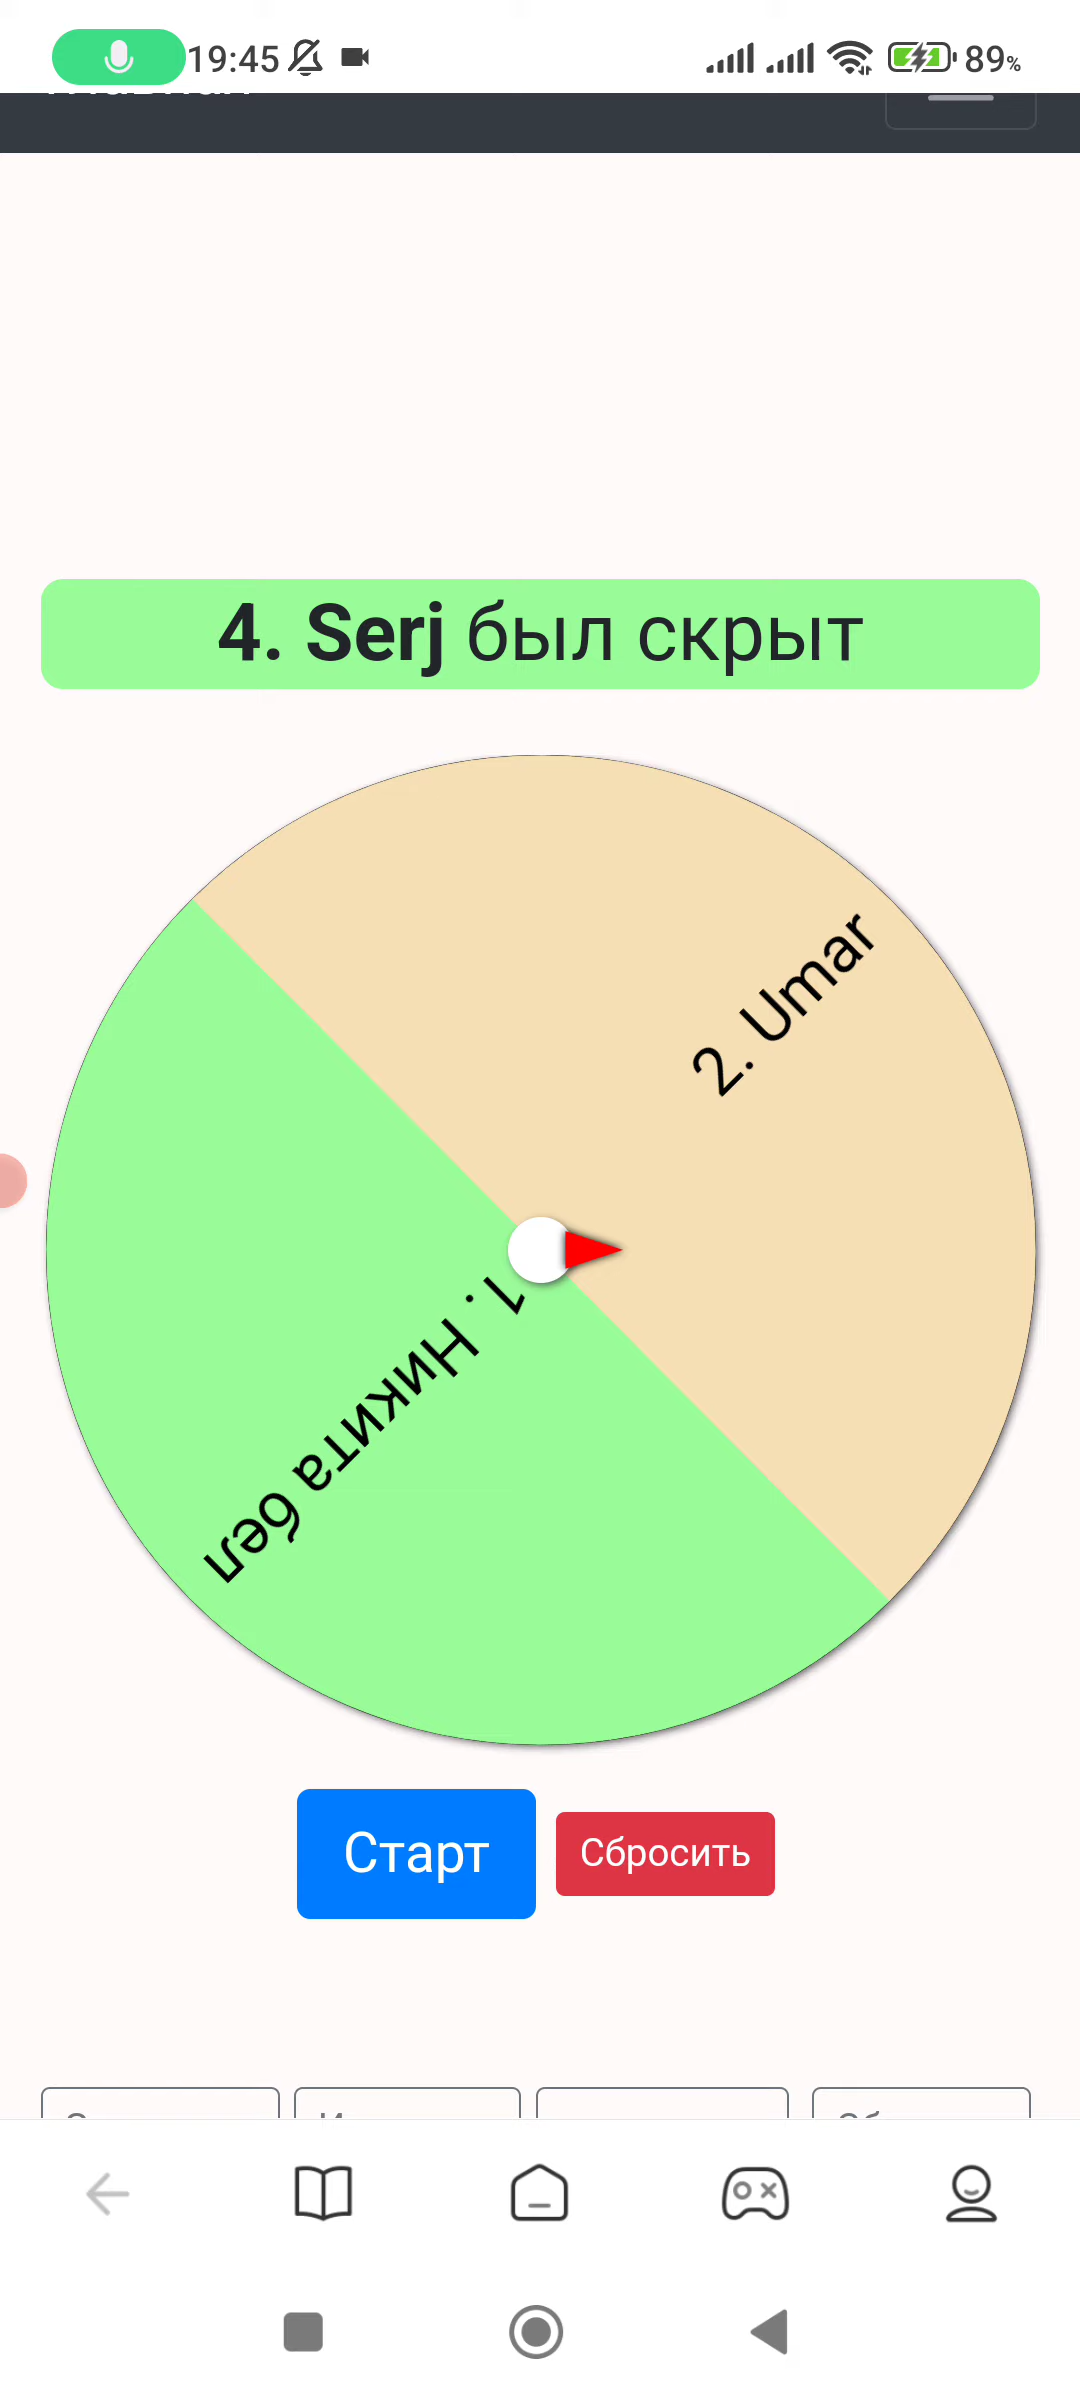 19:45
89%
4. Serj был скрыт
2. Umar
1. Никита бел
Старт
Сбросить